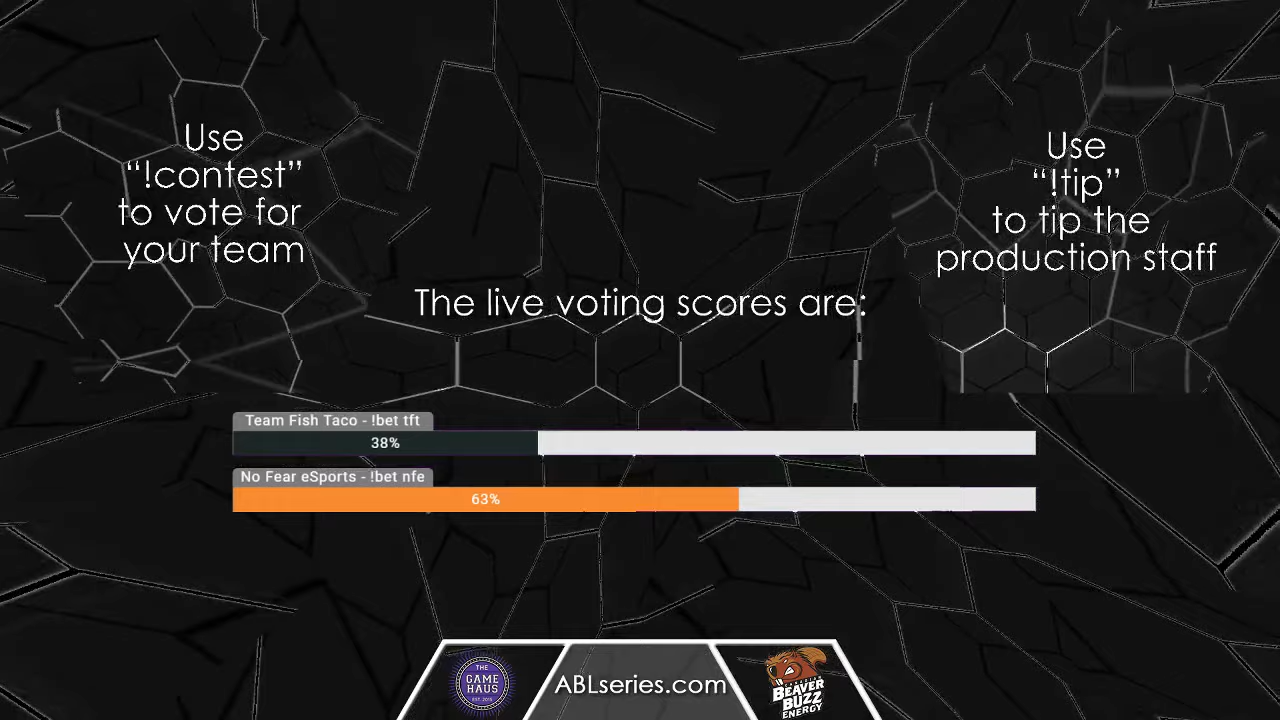 Use
“!contest”
to vote for
your team
Use
“!tip”
to tip the
production staff
The live voting scores are:
Team Fish Taco - !bet tft
38%
No Fear eSports - !bet nfe
63%
THE
GAME
HAUS
EST. 2015
ABLseries.com
BEAVER
BUZZ
ENERGY